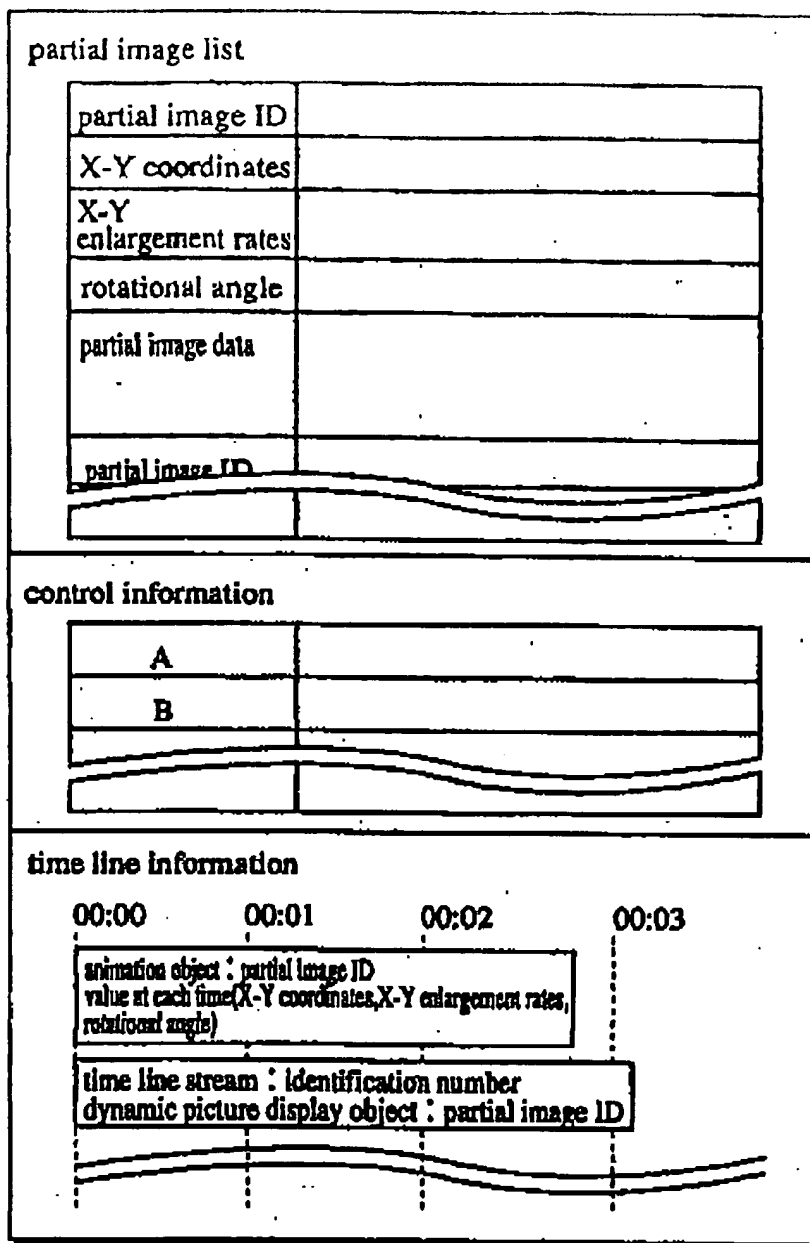 partial image list
partial image ID
X-Y coordinates
X-Y
enlargement rates
rotational angle
partial image data
partial image ID
control information
A
B
time line information
00:00 00:01 00:02 00:03
animation object : partial image ID
value at each time(X-Y coordinates,X-Y enlargement rates,
rotational angle)
time line stream : identification number
dynamic picture display object : partial image ID